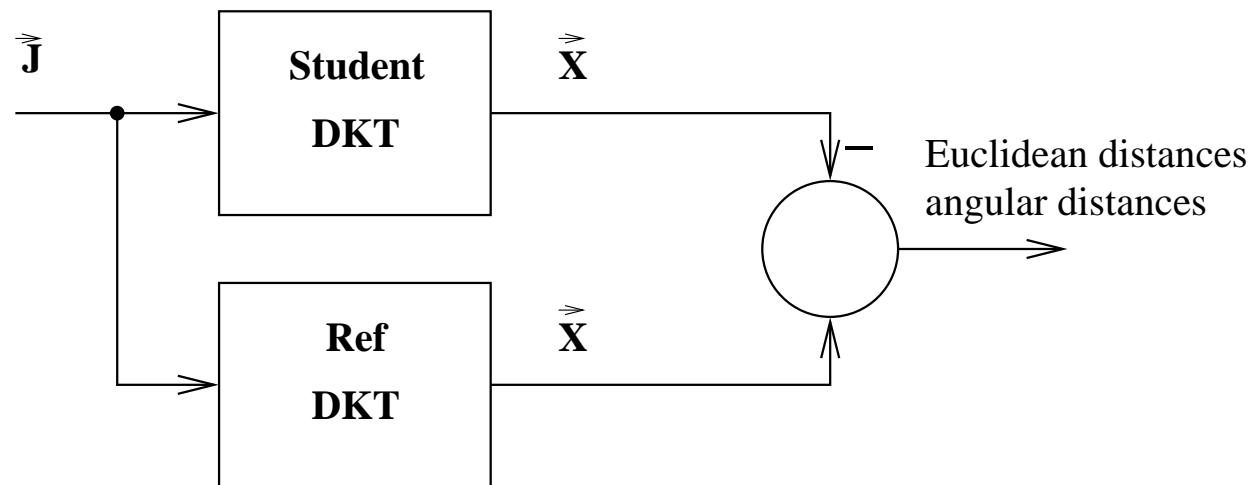 J
Student
DKT
X
−
Euclidean distances
angular distances
Ref
DKT
X